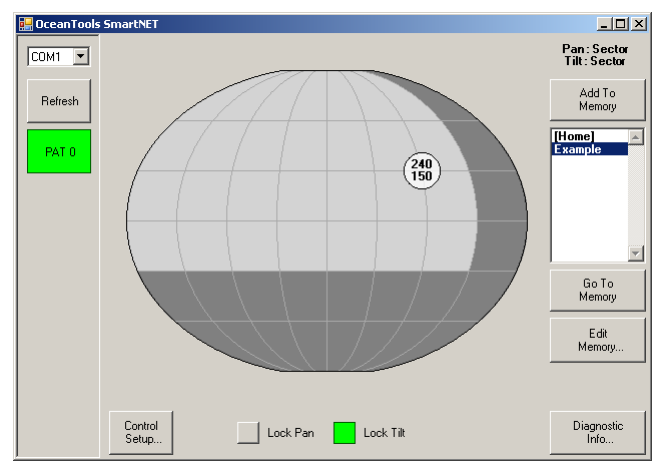 OceanTools SmartNET
COM1
Refresh
PAT 0
240
150
Pan : Sector
Tilt : Sector
Add To
Memory
[Home]
Example
Go To
Memory
Edit
Memory...
Control
Setup...
Lock Pan
Lock Tilt
Diagnostic
Info...